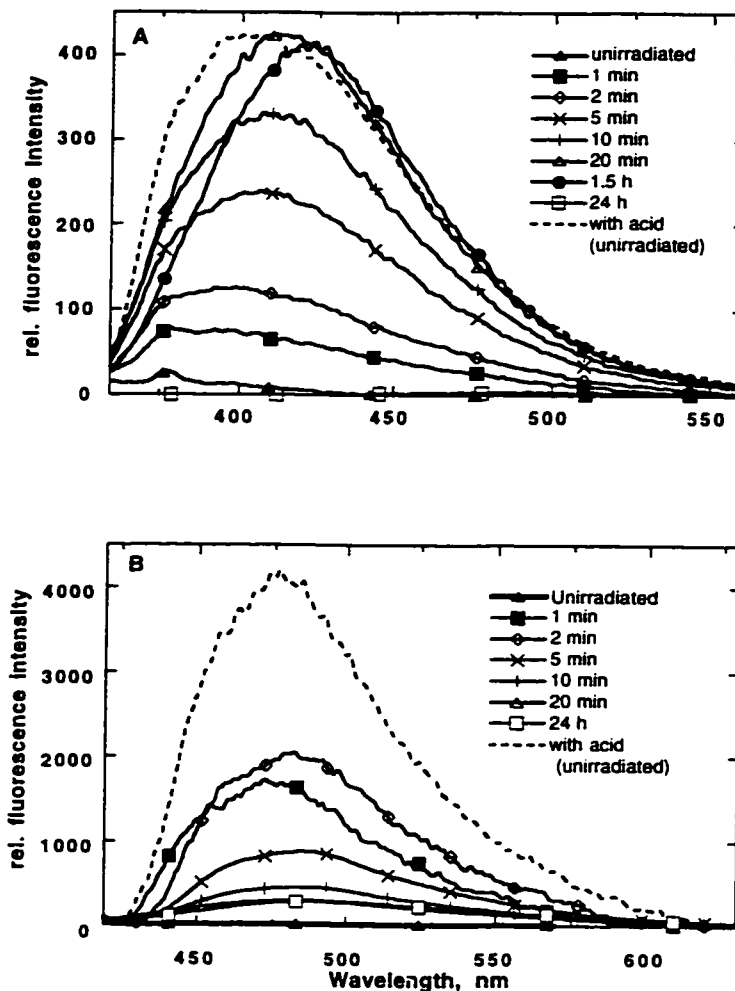 A
rel. fluorescence intensity
400
300
200
100
0
unirradiated
1 min
2 min
5 min
10 min
20 min
1.5 h
24 h
with acid
(unirradiated)
400
450
500
550
B
rel. fluorescence intensity
4000
3000
2000
1000
0
Unirradiated
1 min
2 min
5 min
10 min
20 min
24 h
with acid
(unirradiated)
450
500
550
600
Wavelength, nm